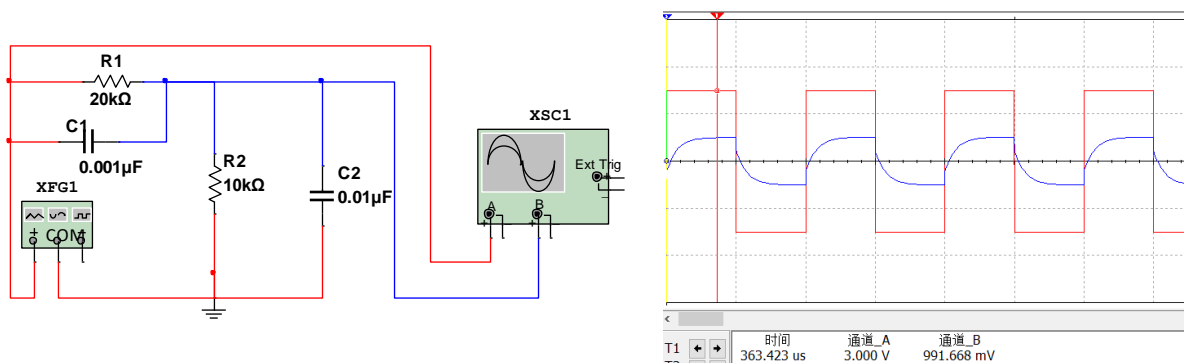 R1
20kΩ
C1
0.001µF
R2
10kΩ
C2
0.01µF
XFG1
+
COM
XSC1
Ext Trig
+
A
B
+
+
1
T1
时间
通道_A
通道_B
363.423 us
3.000 V
991.668 mV